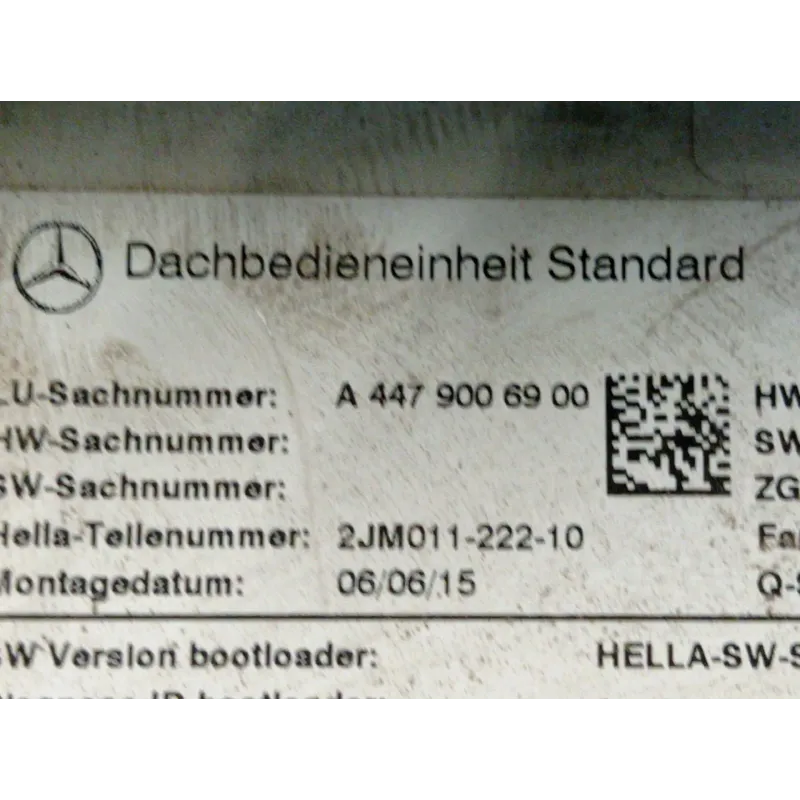 Dachbedieneinheit Standard
LU-Sachnummer: A 447 900 69 00 HW
HW-Sachnummer: SW
SW-Sachnummer: ZG
Hella-Teilenummer: 2JM011-222-10 Fa
Montagedatum: 06/06/15 Q-S
SW Version bootloader: HELLA-SW-S